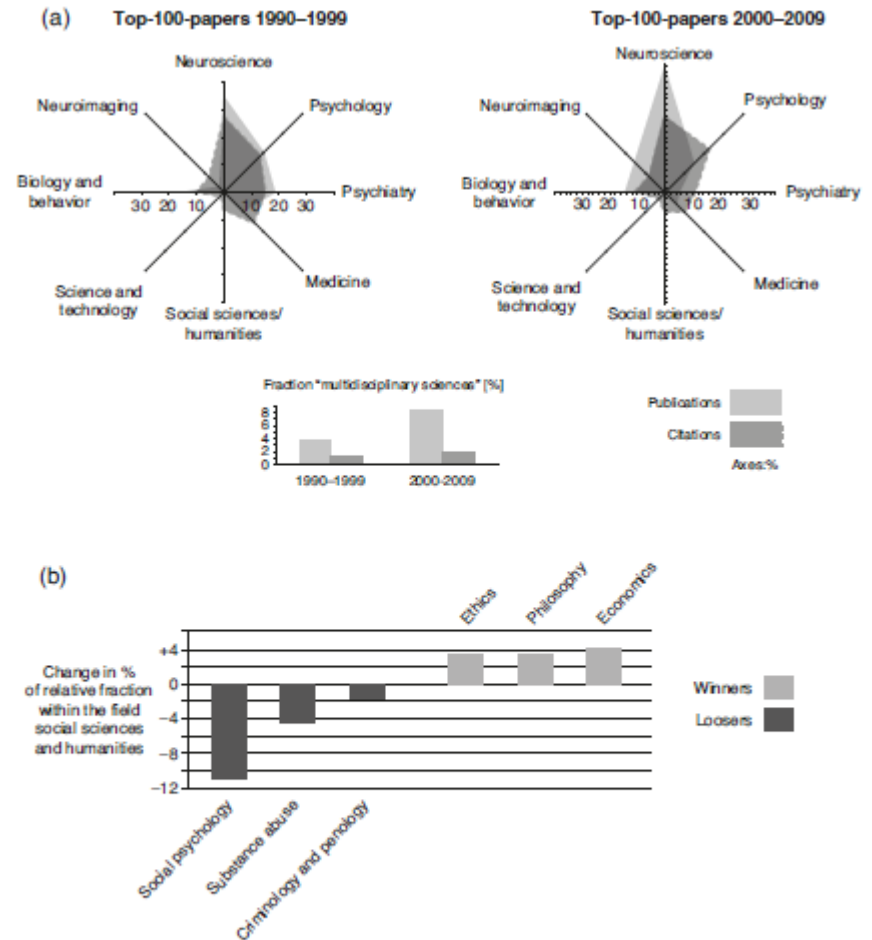 (a)
Top-100-papers 1990–1999
Neuroscience
Neuroimaging
Psychology
Biology and
behavior
30 20 10 10 20 30
Psychiatry
Science and
technology
Medicine
Social sciences/
humanities
Top-100-papers 2000–2009
Neuroscience
Neuroimaging
Psychology
Biology and
behavior
30 20 10 10 20 30
Psychiatry
Science and
technology
Medicine
Social sciences/
humanities
Fraction “multidisciplinary sciences” [%]
8
6
4
2
0
1990–1999
2000-2009
Publications
Citations
Axes:%
(b)
Ethics
Philosophy
Economics
Change in %
of relative fraction
within the field
social sciences
and humanities
+4
0
−4
−8
−12
Winners
Loosers
Social psychology
Substance abuse
Criminology and penology